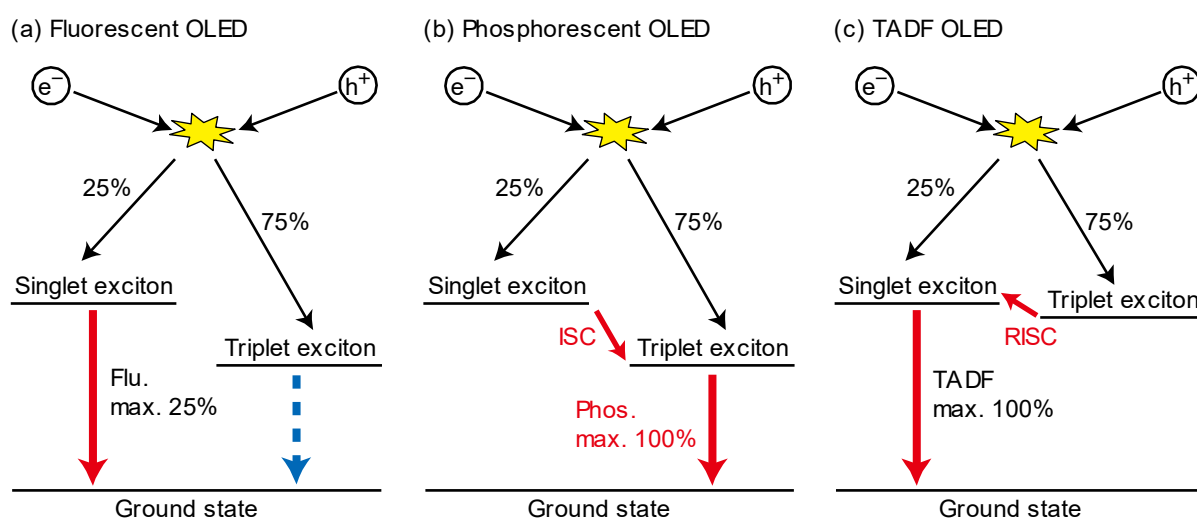 (a) Fluorescent OLED
e−
h+
25%
75%
Singlet exciton
Triplet exciton
Flu.
max. 25%
Ground state
(b) Phosphorescent OLED
e−
h+
25%
75%
Singlet exciton
ISC
Triplet exciton
Phos.
max. 100%
Ground state
(c) TADF OLED
e−
h+
25%
75%
Singlet exciton
Triplet exciton
RISC
TADF
max. 100%
Ground state